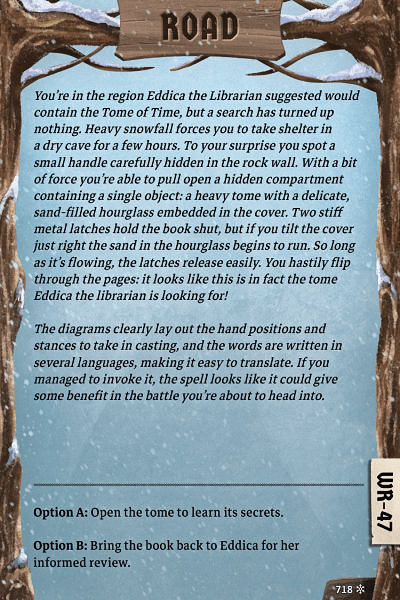 ROAD
You're in the region Eddica the Librarian suggested would
contain the Tome of Time, but a search has turned up
nothing. Heavy snowfall forces you to take shelter in
a dry cave for a few hours. To your surprise you spot a
small handle carefully hidden in the rock wall. With a bit
of force you're able to pull open a hidden compartment
containing a single object: a heavy tome with a delicate,
sand-filled hourglass embedded in the cover. Two stiff
metal latches hold the book shut, but if you tilt the cover
just right the sand in the hourglass begins to run. So long
as it's flowing, the latches release easily. You hastily flip
through the pages: it looks like this is in fact the tome
Eddica the librarian is looking for!
The diagrams clearly lay out the hand positions and
stances to take in casting, and the words are written in
several languages, making it easy to translate. If you
managed to invoke it, the spell looks like it could give
some benefit in the battle you're about to head into.
Option A: Open the tome to learn its secrets.
Option B: Bring the book back to Eddica for her
informed review.
WR-47
718